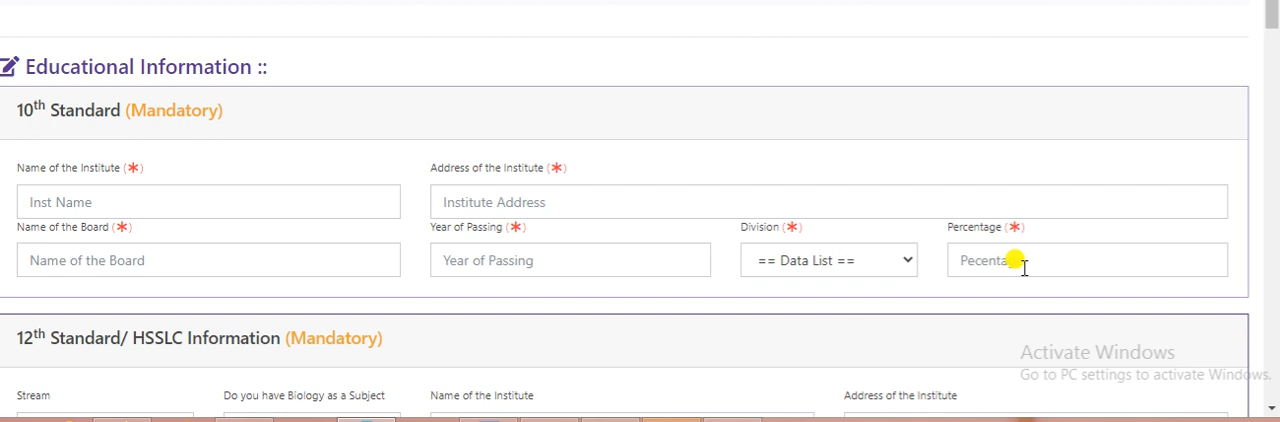 Educational Information ::
10th Standard (Mandatory)
Name of the Institute (*) Address of the Institute (*)
Inst Name Institute Address
Name of the Board (*) Year of Passing (*) Division (*) Percentage (*)
Name of the Board Year of Passing == Data List ==
12th Standard/ HSSLC Information (Mandatory)
Activate Windows
Go to PC settings to activate Windows.
Stream Do you have Biology as a Subject Name of the Institute Address of the Institute